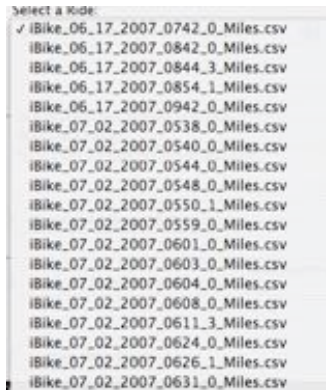 Select a Ride:
✓ iBike_06_17_2007_0742_0_Miles.csv
iBike_06_17_2007_0842_0_Miles.csv
iBike_06_17_2007_0844_3_Miles.csv
iBike_06_17_2007_0854_1_Miles.csv
iBike_06_17_2007_0942_0_Miles.csv
iBike_07_02_2007_0538_0_Miles.csv
iBike_07_02_2007_0540_0_Miles.csv
iBike_07_02_2007_0544_0_Miles.csv
iBike_07_02_2007_0548_0_Miles.csv
iBike_07_02_2007_0550_1_Miles.csv
iBike_07_02_2007_0559_0_Miles.csv
iBike_07_02_2007_0601_0_Miles.csv
iBike_07_02_2007_0603_0_Miles.csv
iBike_07_02_2007_0604_0_Miles.csv
iBike_07_02_2007_0608_0_Miles.csv
iBike_07_02_2007_0611_3_Miles.csv
iBike_07_02_2007_0624_0_Miles.csv
iBike_07_02_2007_0626_1_Miles.csv
iBike_07_02_2007_0631_0_Miles.csv